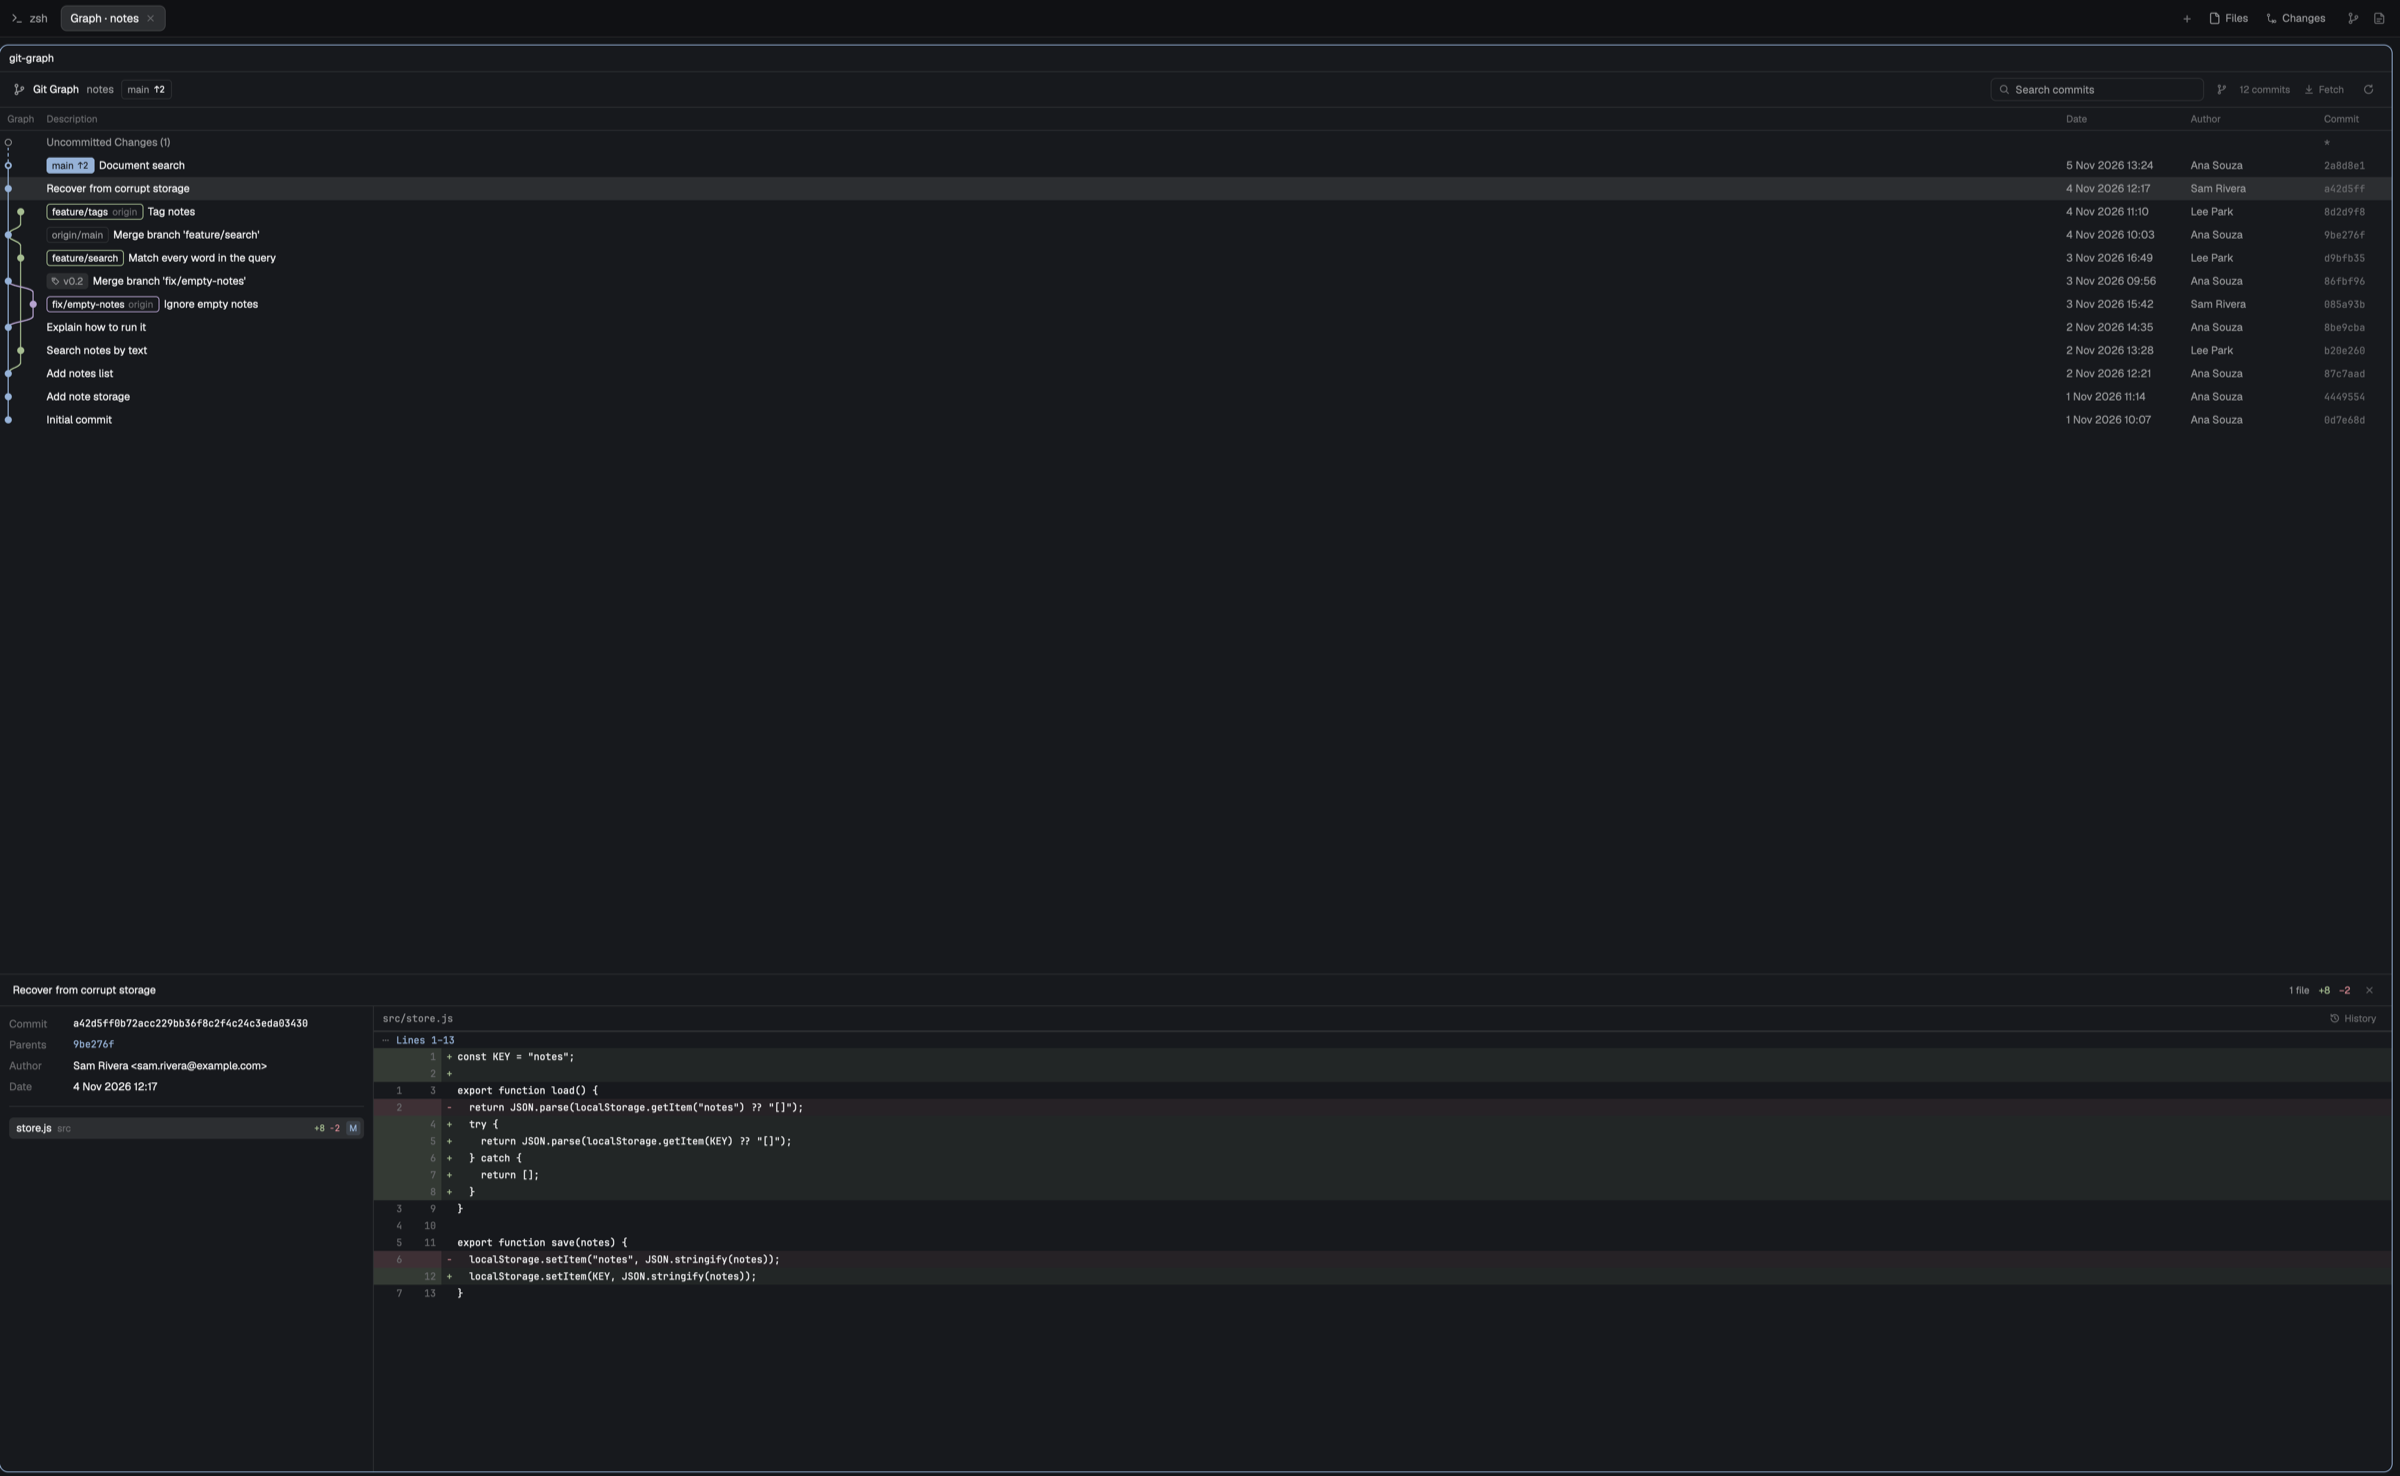 zsh Graph · notes + Files Changes
git-graph
Git Graph notes main ↑2 Search commits 12 commits Fetch
Graph Description Date Author Commit
Uncommitted Changes (1) *
main ↑2 Document search 5 Nov 2026 13:24 Ana Souza 2a8d8e1
Recover from corrupt storage 4 Nov 2026 12:17 Sam Rivera a42d5ff
feature/tags origin Tag notes 4 Nov 2026 11:10 Lee Park 8d2d9f8
origin/main Merge branch 'feature/search' 4 Nov 2026 10:03 Ana Souza 9be276f
feature/search Match every word in the query 3 Nov 2026 16:49 Lee Park d9bfb35
v0.2 Merge branch 'fix/empty-notes' 3 Nov 2026 09:56 Ana Souza 86fbf96
fix/empty-notes origin Ignore empty notes 3 Nov 2026 15:42 Sam Rivera 085a93b
Explain how to run it 2 Nov 2026 14:35 Ana Souza 8be9cba
Search notes by text 2 Nov 2026 13:28 Lee Park b20e260
Add notes list 2 Nov 2026 12:21 Ana Souza 87c7aad
Add note storage 1 Nov 2026 11:14 Ana Souza 4449554
Initial commit 1 Nov 2026 10:07 Ana Souza 0d7e68d
Recover from corrupt storage 1 file +8 −2
Commit a42d5ff0b72acc229bb36f8c2f4c24c3eda03430
Parents 9be276f
Author Sam Rivera <sam.rivera@example.com>
Date 4 Nov 2026 12:17
store.js src +8 -2 M
src/store.js History
··· Lines 1–13
1 + const KEY = "notes";
2 +
1 3 export function load() {
2 - return JSON.parse(localStorage.getItem("notes") ?? "[]");
4 + try {
5 + return JSON.parse(localStorage.getItem(KEY) ?? "[]");
6 + } catch {
7 + return [];
8 + }
3 9 }
4 10
5 11 export function save(notes) {
6 - localStorage.setItem("notes", JSON.stringify(notes));
12 + localStorage.setItem(KEY, JSON.stringify(notes));
7 13 }